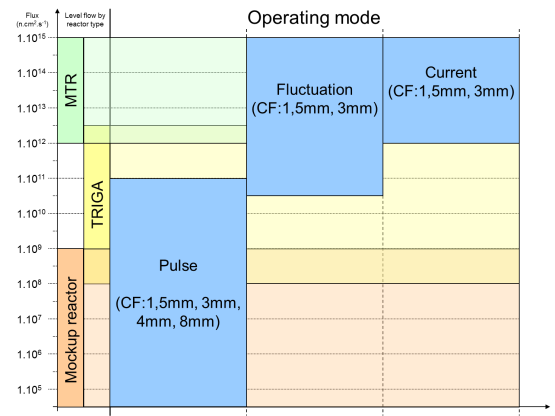 Operating mode
Flux
(n.cm².s⁻¹)
Level flow by
reactor type
1.10¹⁵
1.10¹⁴
1.10¹³
1.10¹²
1.10¹¹
1.10¹⁰
1.10⁹
1.10⁸
1.10⁷
1.10⁶
1.10⁵
MTR
TRIGA
Mockup reactor
Pulse
(CF:1,5mm, 3mm,
4mm, 8mm)
Fluctuation
(CF:1,5mm, 3mm)
Current
(CF:1,5mm, 3mm)